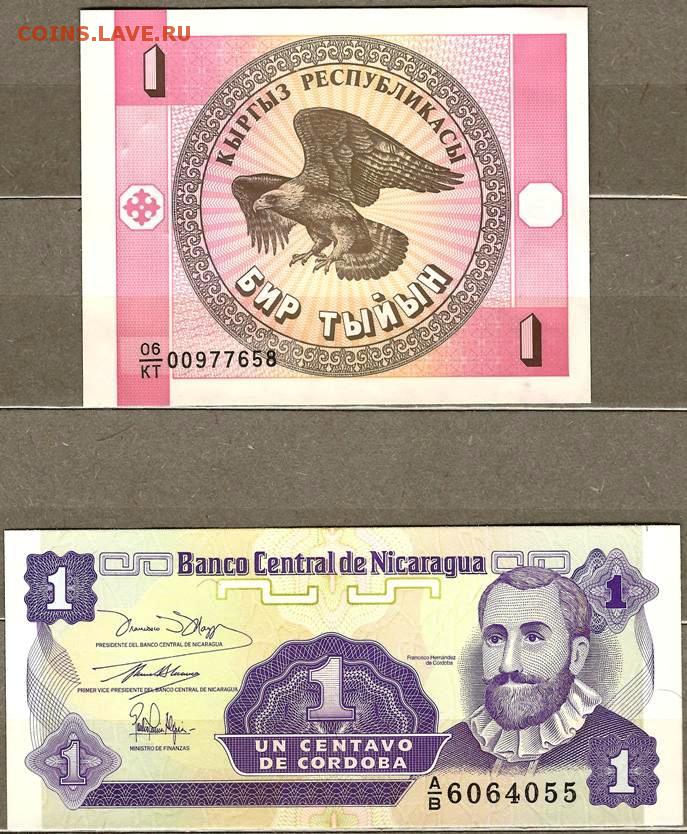 COINS.LAVE.RU
1
КЫРГЫЗ РЕСПУБЛИКАСЫ
БИР ТЫЙЫН
1
06
КТ 00977658
Banco Central de Nicaragua
1
1
PRESIDENTE DEL BANCO CENTRAL DE NICARAGUA
Francisco Hernández
de Córdoba
PRIMER VICE PRESIDENTE DEL BANCO CENTRAL DE NICARAGUA
1
MINISTRO DE FINANZAS
1
UN CENTAVO
DE CORDOBA
1
A/B 6064055